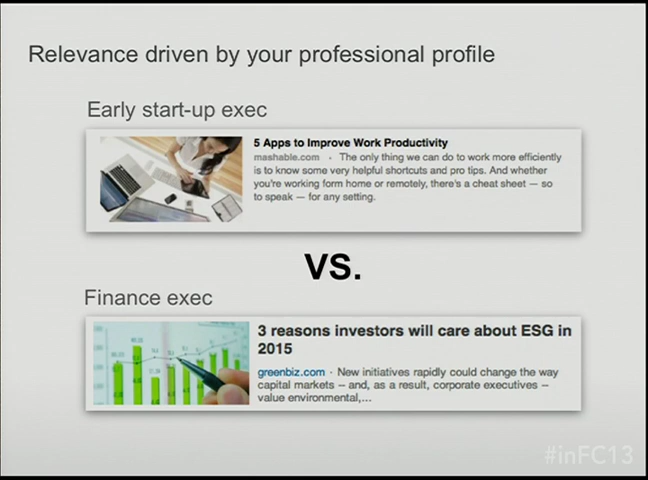 Relevance driven by your professional profile
Early start-up exec
5 Apps to Improve Work Productivity
mashable.com · The only thing we can do to work more efficiently
is to know some very helpful shortcuts and pro tips. And whether
you're working form home or remotely, there's a cheat sheet — so
to speak — for any setting.
VS.
Finance exec
3 reasons investors will care about ESG in
2015
greenbiz.com · New initiatives rapidly could change the way
capital markets – and, as a result, corporate executives –
value environmental,...
#inFC13